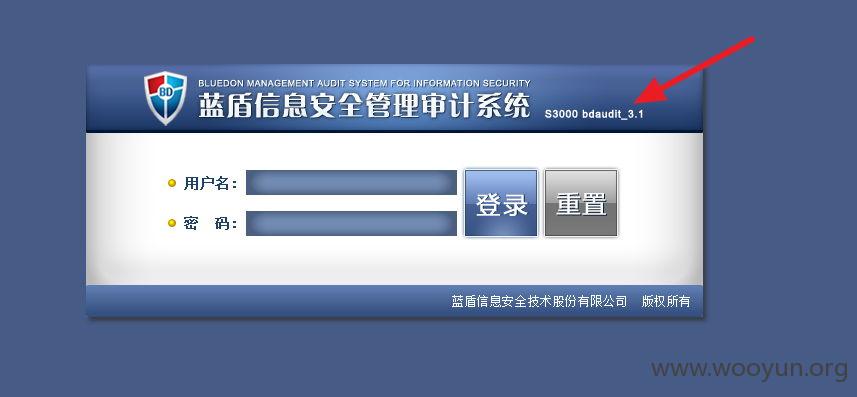 BD
BLUEDON MANAGEMENT AUDIT SYSTEM FOR INFORMATION SECURITY
蓝盾信息安全管理审计系统 S3000 bdaudit_3.1
用户名：
登录 重置
密 码：
蓝盾信息安全技术股份有限公司 版权所有
www.wooyun.org